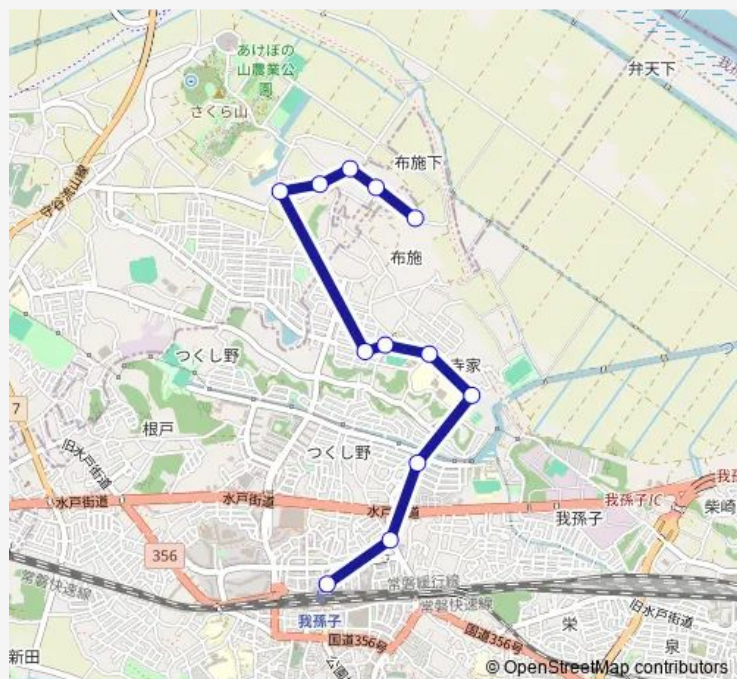 あけぼの
山農業公
園
さくら山
弁天下
守谷流山線
布施下
布施
つくし野
寺家
7
根戸
つくし野
旧水戸街道
水戸街道
水戸街道
我孫子IC
柴崎
我孫子
356
常磐快速線
常磐緩行線
常磐快速線
我孫子
旧水戸街道
国道356号
国道356号
栄
泉
新田
© OpenStreetMap contributors